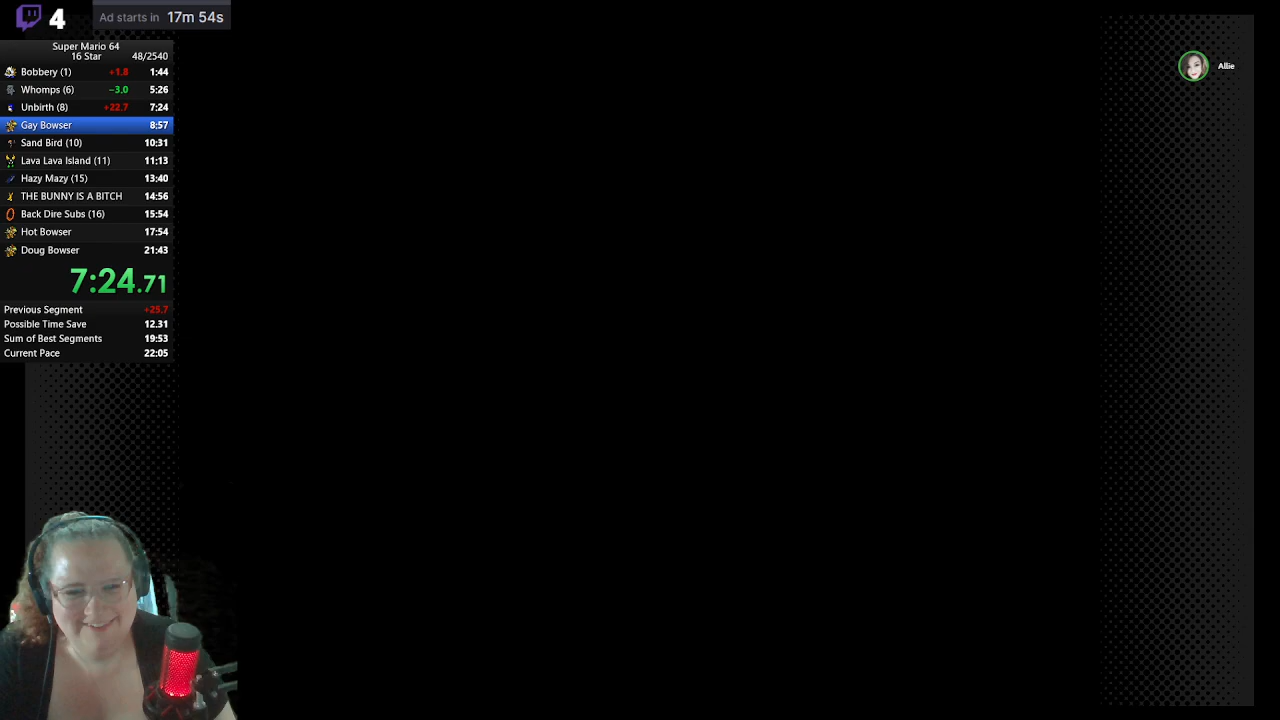 4
Ad starts in 17m 54s
Super Mario 64
16 Star 48/2540
Bobbery (1) +1.8 1:44
Whomps (6) −3.0 5:26
Unbirth (8) +22.7 7:24
Gay Bowser 8:57
Sand Bird (10) 10:31
Lava Lava Island (11) 11:13
Hazy Mazy (15) 13:40
THE BUNNY IS A BITCH 14:56
Back Dire Subs (16) 15:54
Hot Bowser 17:54
Doug Bowser 21:43
7:24.71
Previous Segment +25.7
Possible Time Save 12.31
Sum of Best Segments 19:53
Current Pace 22:05
Allie